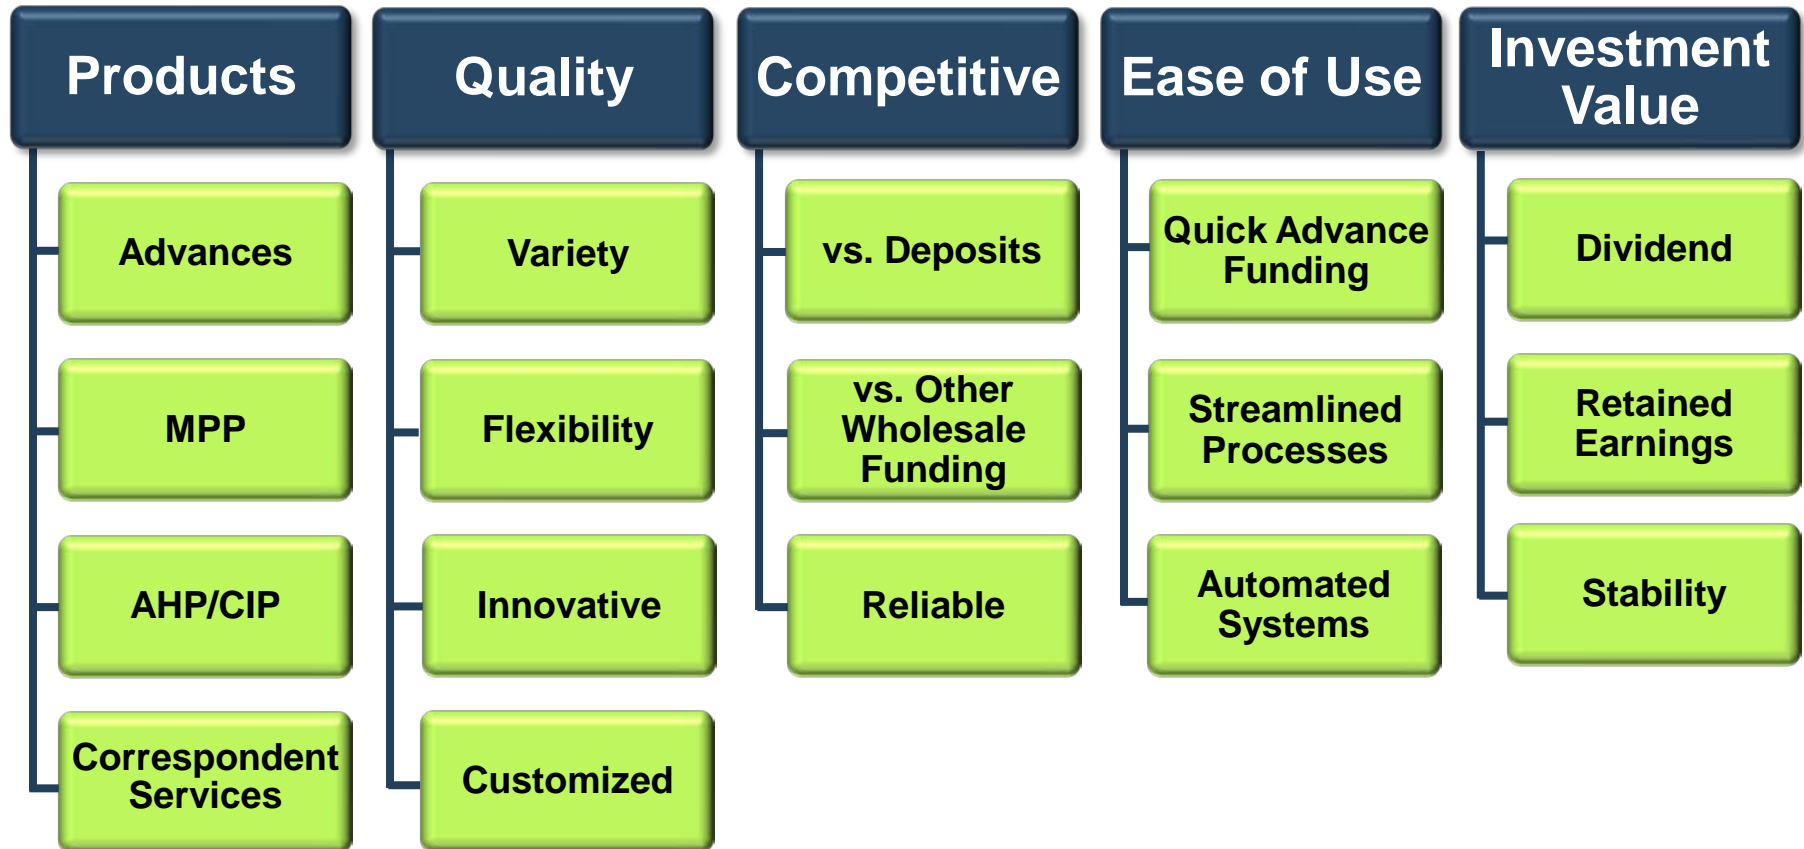 Products
Advances
MPP
AHP/CIP
Correspondent
Services
Quality
Variety
Flexibility
Innovative
Customized
Competitive
vs. Deposits
vs. Other
Wholesale
Funding
Reliable
Ease of Use
Quick Advance
Funding
Streamlined
Processes
Automated
Systems
Investment
Value
Dividend
Retained
Earnings
Stability